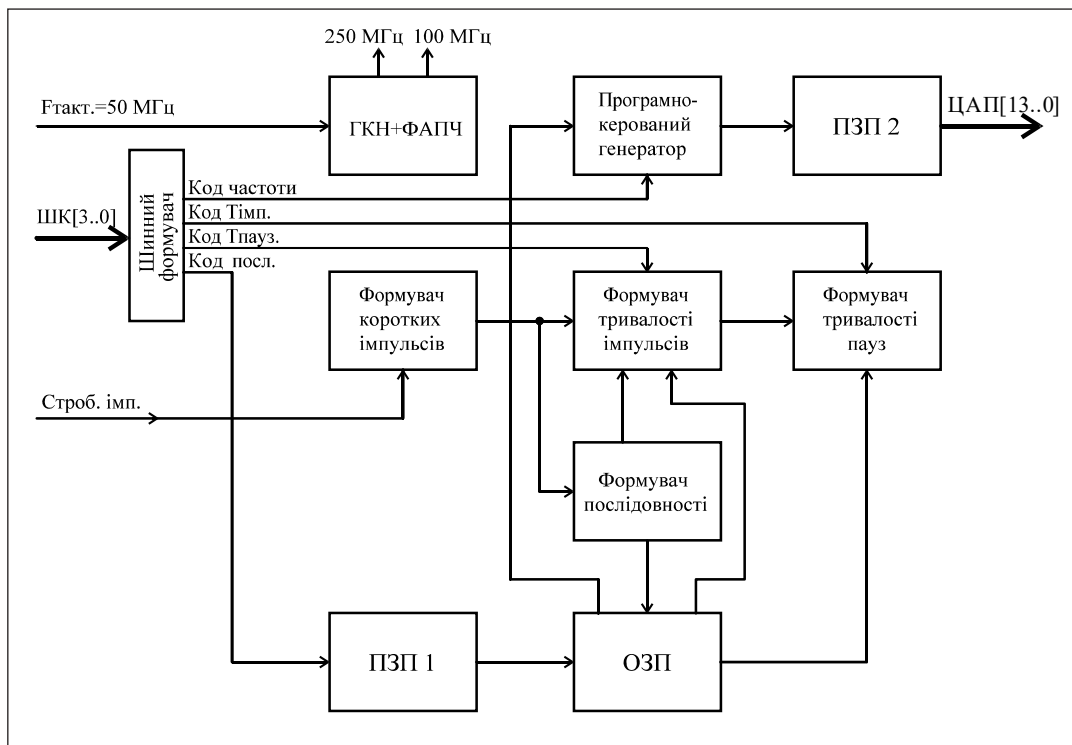 250 МГц 100 МГц
Fтакт.=50 МГц
ГКН+ФАПЧ
Програмно-
керований
генератор
ПЗП 2
ЦАП[13..0]
ШК[3..0]
Шинний
формувач
Код частоти
Код Тімп.
Код Тпауз.
Код посл.
Формувач
коротких
імпульсів
Формувач
тривалості
імпульсів
Формувач
тривалості
пауз
Строб. імп.
Формувач
послідовності
ПЗП 1
ОЗП